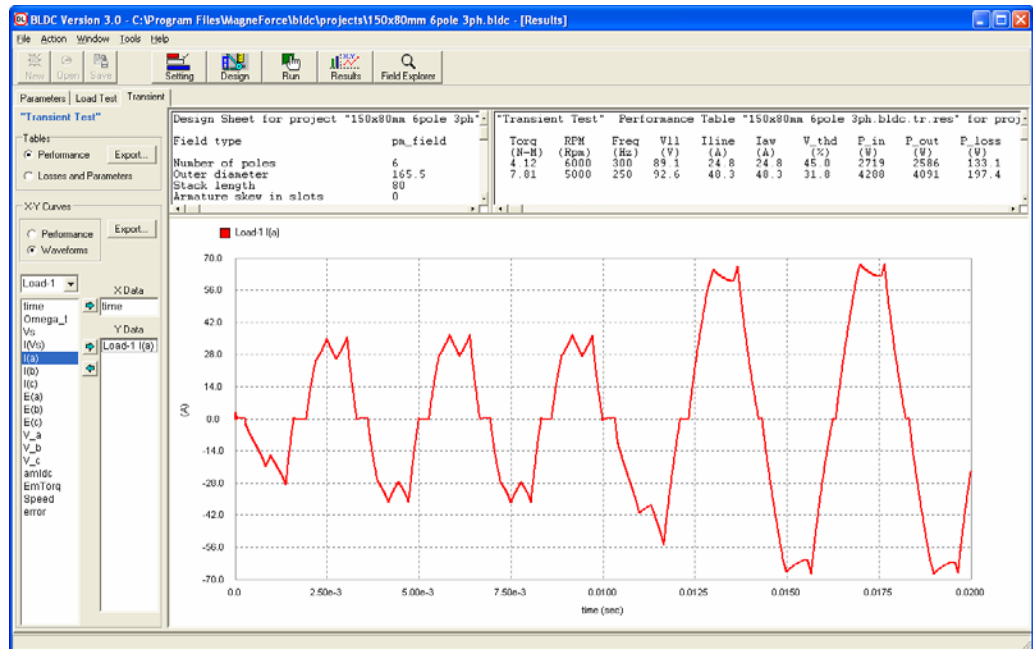 BLDC Version 3.0 - C:\Program Files\MagneForce\bldc\projects\150x80mm 6pole 3ph.bldc - [Results]
File Action Window Tools Help
New Open Save Setting Design Run Results Field Explorer
Parameters Load Test Transient
"Transient Test"
Tables
Performance Export...
Losses and Parameters
X-Y Curves
Performance Export...
Waveforms
Load-1
X Data
time
Y Data
Load-1 I(a)
time
Omega_1
Vs
I(Vs)
I(a)
I(b)
I(c)
E(a)
E(b)
E(c)
V_a
V_b
V_c
amIdc
EmTorq
Speed
error
Design Sheet for project "150x80mm 6pole 3ph"
Field type pm_field
Number of poles 6
Outer diameter 165.5
Stack length 80
Armature skew in slots 0
"Transient Test" Performance Table "150x80mm 6pole 3ph.bldc.tr.res" for proj
Torq RPM Freq Vll Iline Iaw V_thd P_in P_out P_loss
(N-M) (Rpm) (Hz) (V) (A) (A) (%) (W) (W) (W)
4.12 6000 300 89.1 24.8 24.8 45.0 2719 2586 133.1
7.81 5000 250 92.6 48.3 48.3 31.8 4288 4091 197.4
Load-1 I(a)
70.0
56.0
42.0
28.0
14.0
0.0
-14.0
-28.0
-42.0
-56.0
-70.0
(A)
0.0 2.50e-3 5.00e-3 7.50e-3 0.0100 0.0125 0.0150 0.0175 0.0200
time (sec)